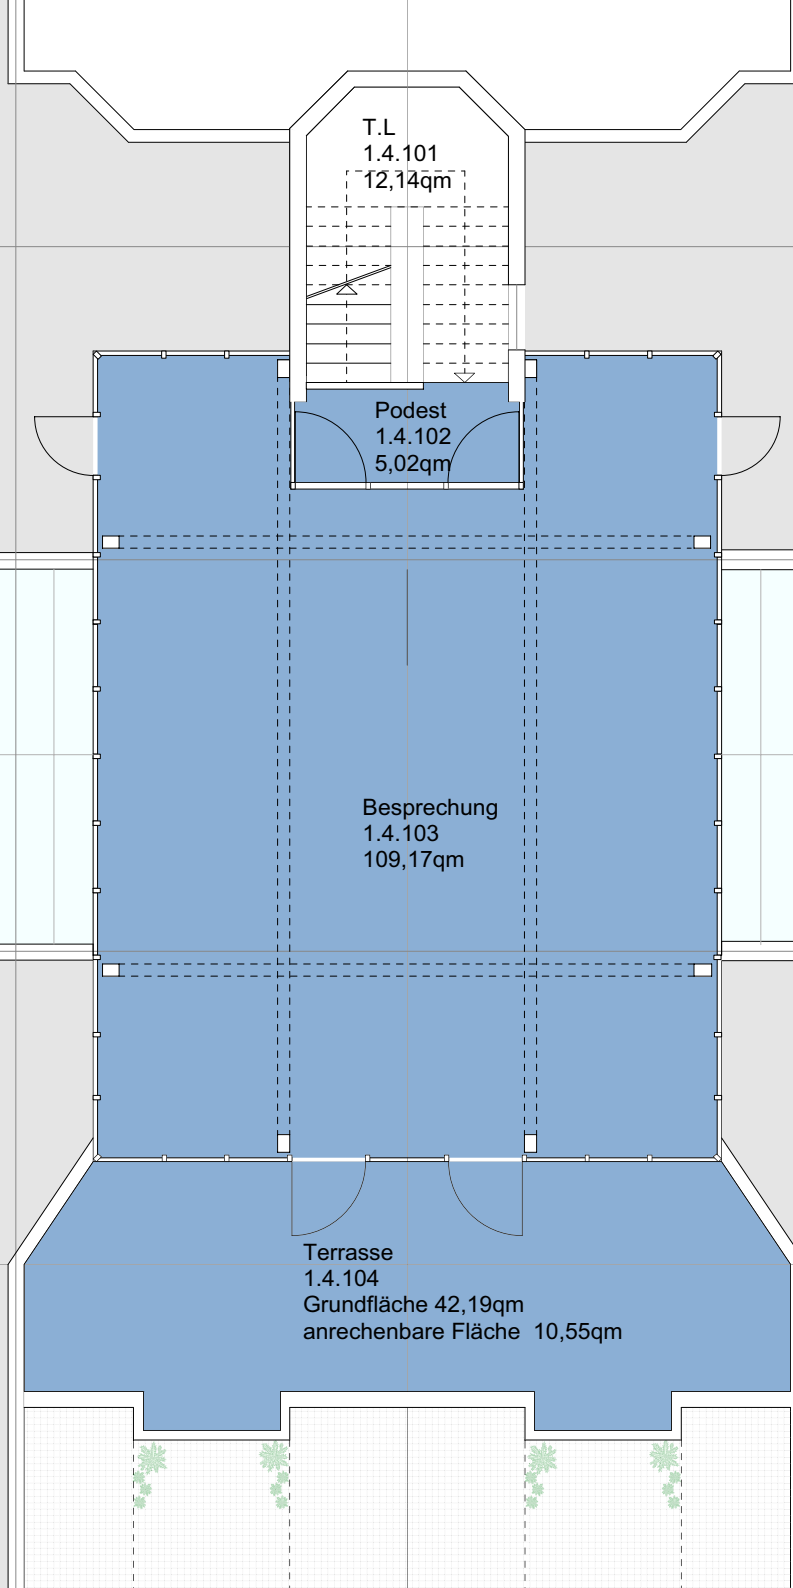 T.L
1.4.101
12,14qm
Podest
1.4.102
5,02qm
Besprechung
1.4.103
109,17qm
Terrasse
1.4.104
Grundfläche 42,19qm
anrechenbare Fläche  10,55qm